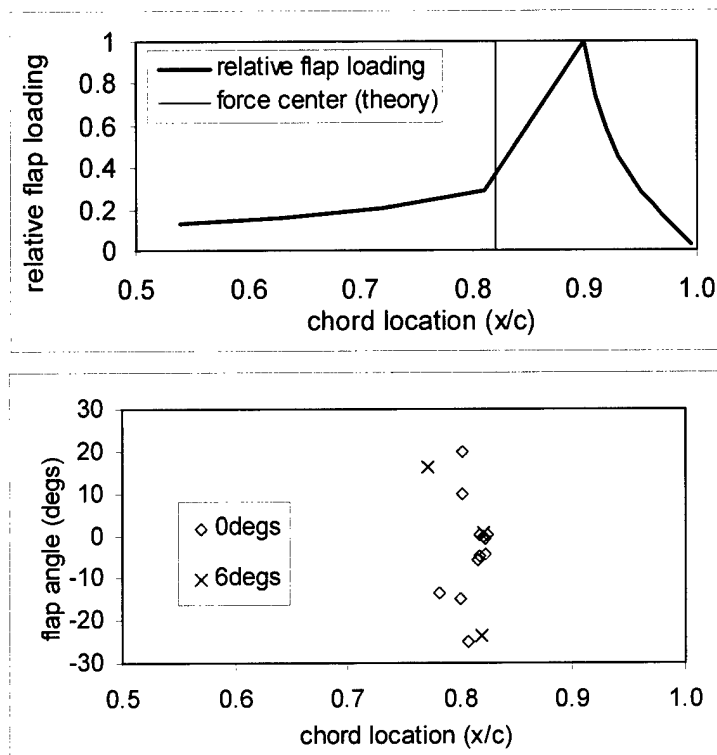 relative flap loading
1
0.8
0.6
0.4
0.2
0
relative flap loading
force center (theory)
0.5 0.6 0.7 0.8 0.9 1.0
chord location (x/c)
flap angle (degs)
30
20
10
0
-10
-20
-30
0degs
6degs
0.5 0.6 0.7 0.8 0.9 1.0
chord location (x/c)